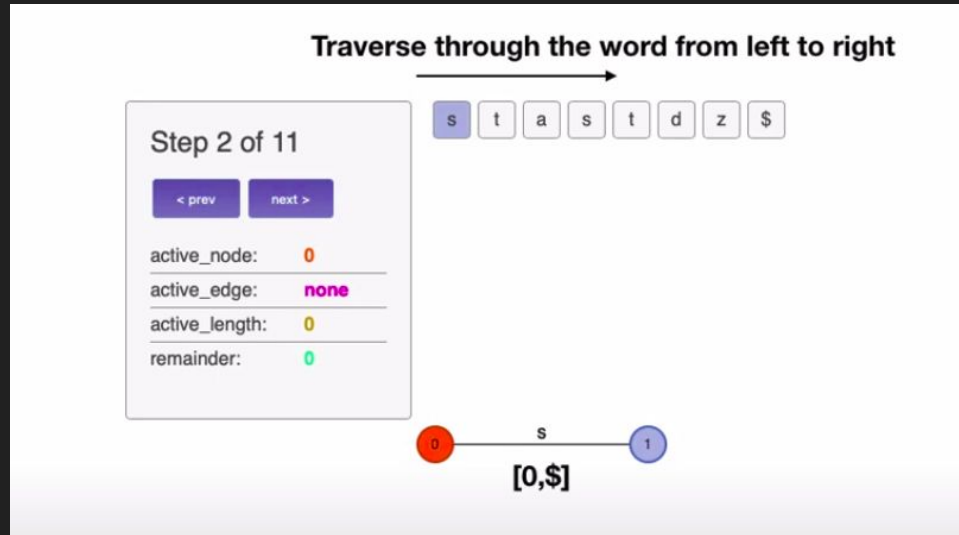 Traverse through the word from left to right
s t a s t d z $
Step 2 of 11
< prev next >
active_node: 0
active_edge: none
active_length: 0
remainder: 0
s
0 1
[0,$]